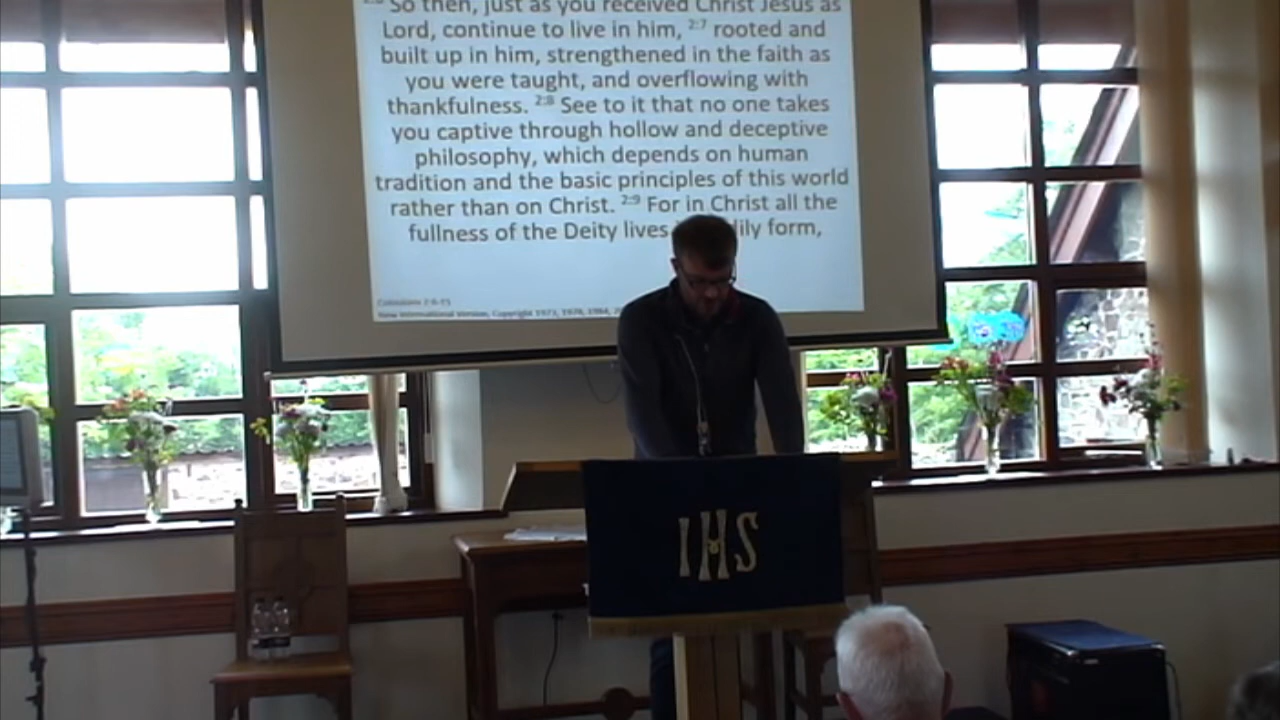 2:6 So then, just as you received Christ Jesus as
Lord, continue to live in him, 2:7 rooted and
built up in him, strengthened in the faith as
you were taught, and overflowing with
thankfulness. 2:8 See to it that no one takes
you captive through hollow and deceptive
philosophy, which depends on human
tradition and the basic principles of this world
rather than on Christ. 2:9 For in Christ all the
fullness of the Deity lives dily form,
Colossians 2:6-15
New International Version, Copyright 1973, 1978, 1984,
IHS